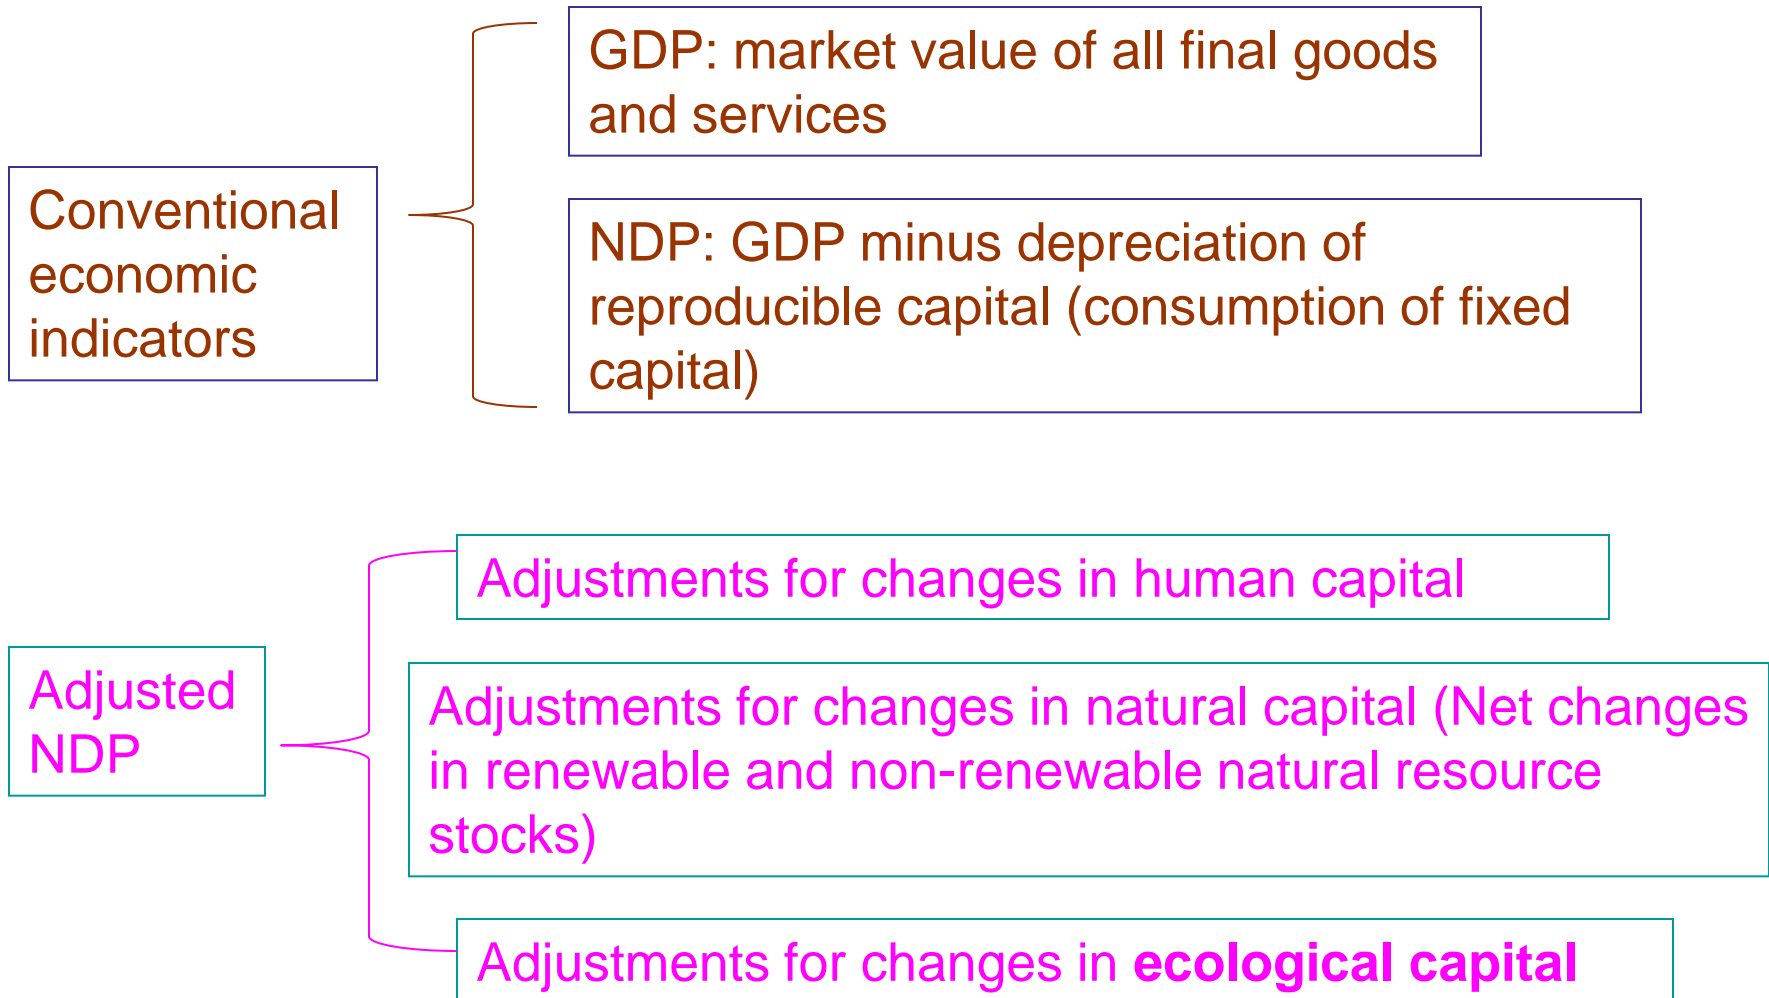 GDP: market value of all final goods
and services
Conventional
economic
indicators
NDP: GDP minus depreciation of
reproducible capital (consumption of fixed
capital)
Adjustments for changes in human capital
Adjusted
NDP
Adjustments for changes in natural capital (Net changes
in renewable and non-renewable natural resource
stocks)
Adjustments for changes in ecological capital